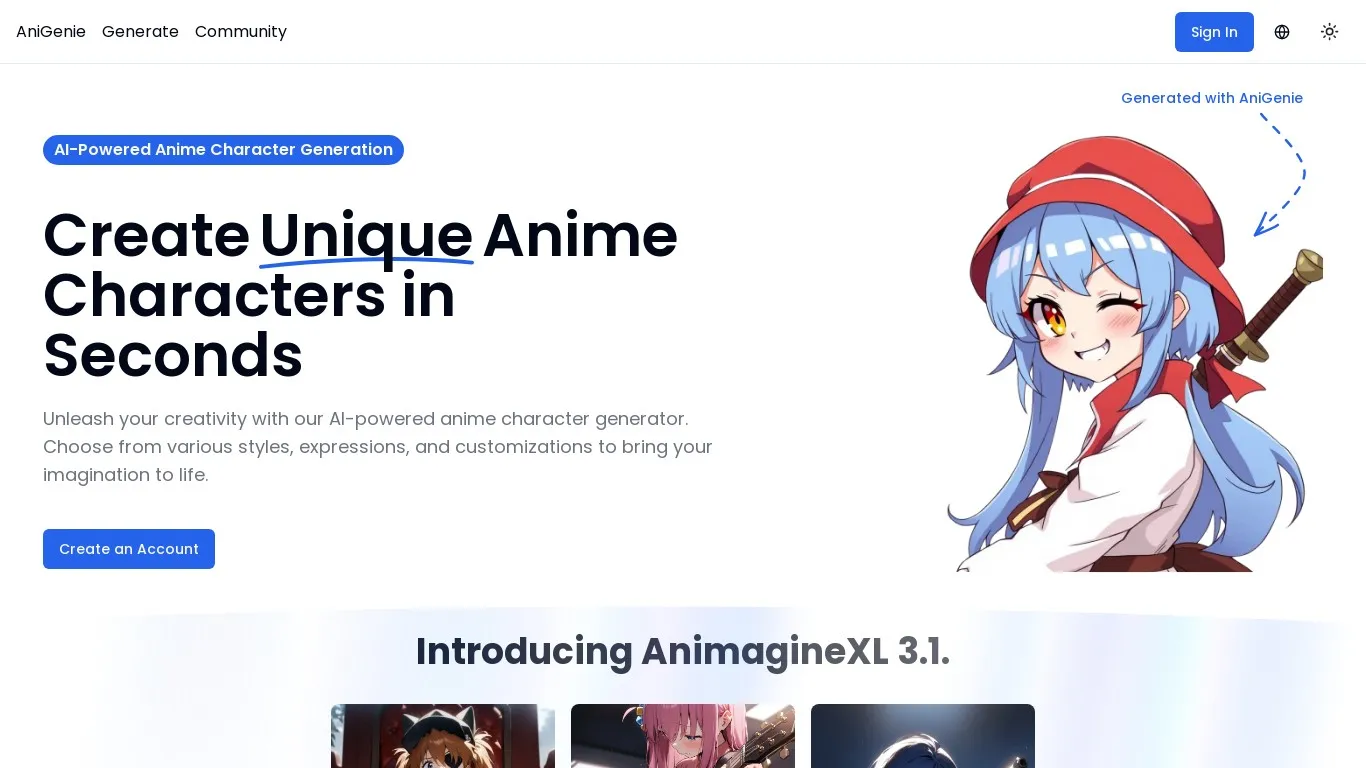 AniGenie Generate Community Sign In
Generated with AniGenie
AI-Powered Anime Character Generation
Create Unique Anime
Characters in
Seconds
Unleash your creativity with our AI-powered anime character generator.
Choose from various styles, expressions, and customizations to bring your
imagination to life.
Create an Account
Introducing AnimagineXL 3.1.